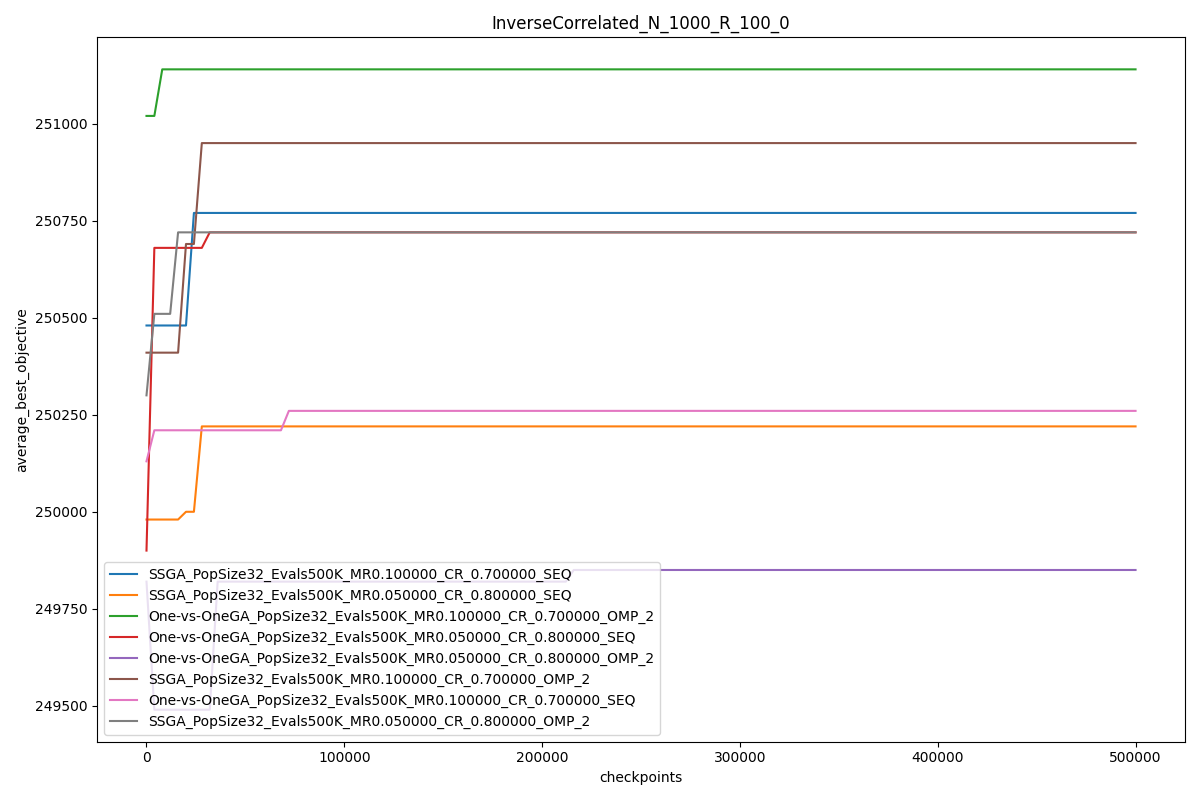 InverseCorrelated_N_1000_R_100_0
251000
250750
250500
250250
250000
249750
249500
average_best_objective
SSGA_PopSize32_Evals500K_MR0.100000_CR_0.700000_SEQ
SSGA_PopSize32_Evals500K_MR0.050000_CR_0.800000_SEQ
One-vs-OneGA_PopSize32_Evals500K_MR0.100000_CR_0.700000_OMP_2
One-vs-OneGA_PopSize32_Evals500K_MR0.050000_CR_0.800000_SEQ
One-vs-OneGA_PopSize32_Evals500K_MR0.050000_CR_0.800000_OMP_2
SSGA_PopSize32_Evals500K_MR0.100000_CR_0.700000_OMP_2
One-vs-OneGA_PopSize32_Evals500K_MR0.100000_CR_0.700000_SEQ
SSGA_PopSize32_Evals500K_MR0.050000_CR_0.800000_OMP_2
0 100000 200000 300000 400000 500000
checkpoints